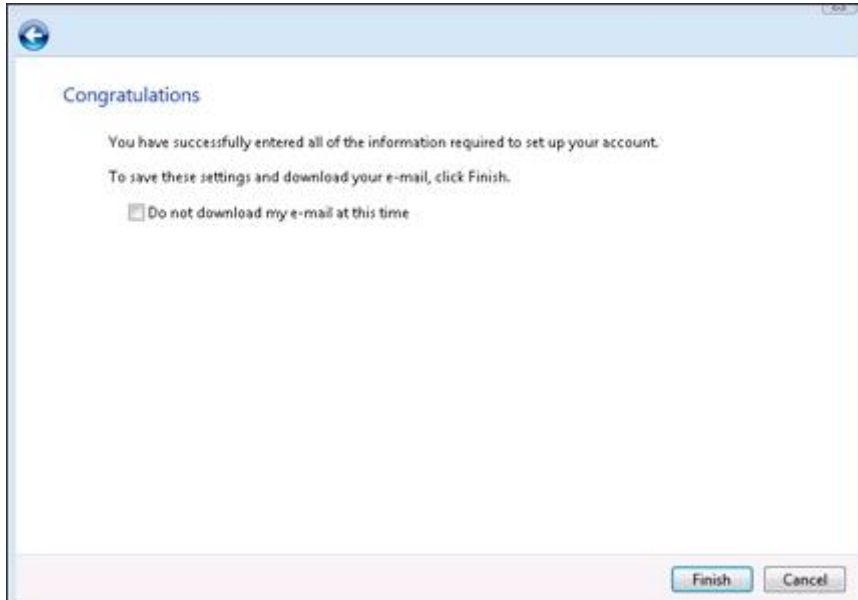 Congratulations
You have successfully entered all of the information required to set up your account.
To save these settings and download your e-mail, click Finish.
Do not download my e-mail at this time
Finish
Cancel